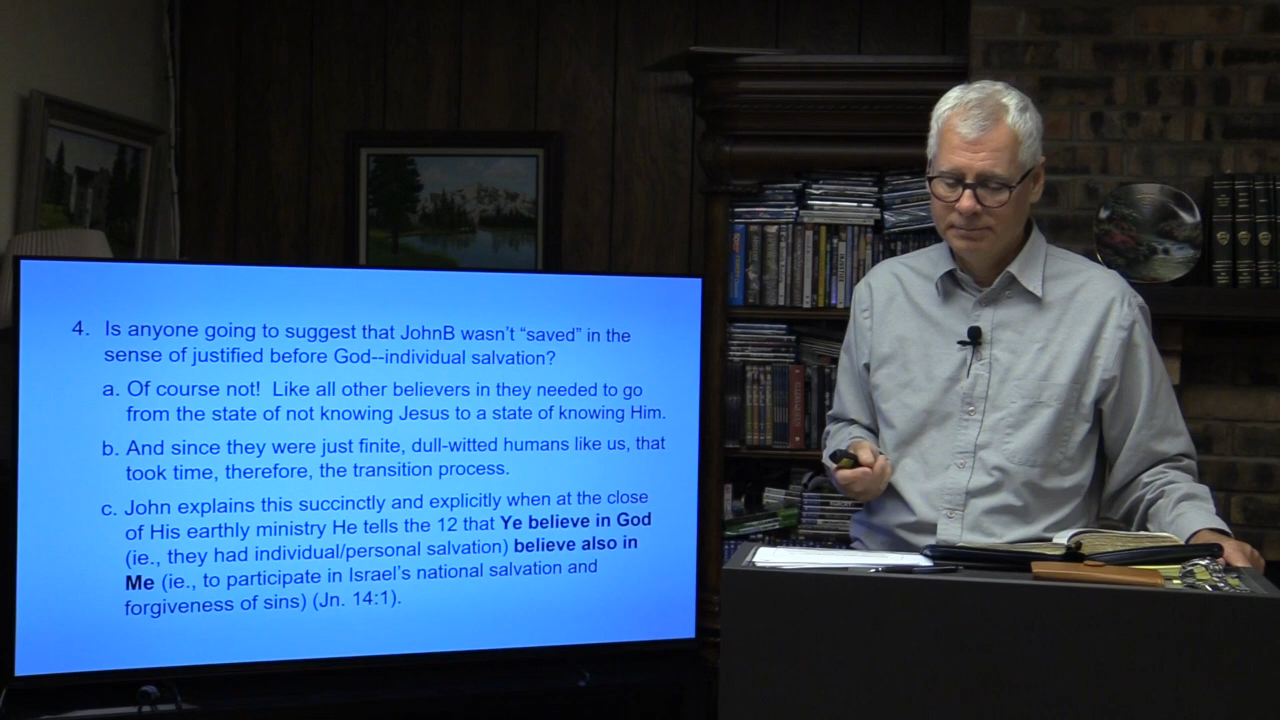 4. Is anyone going to suggest that JohnB wasn't “saved” in the
sense of justified before God--individual salvation?
a. Of course not! Like all other believers in they needed to go
from the state of not knowing Jesus to a state of knowing Him.
b. And since they were just finite, dull-witted humans like us, that
took time, therefore, the transition process.
c. John explains this succinctly and explicitly when at the close
of His earthly ministry He tells the 12 that Ye believe in God
(ie., they had individual/personal salvation) believe also in
Me (ie., to participate in Israel's national salvation and
forgiveness of sins) (Jn. 14:1).